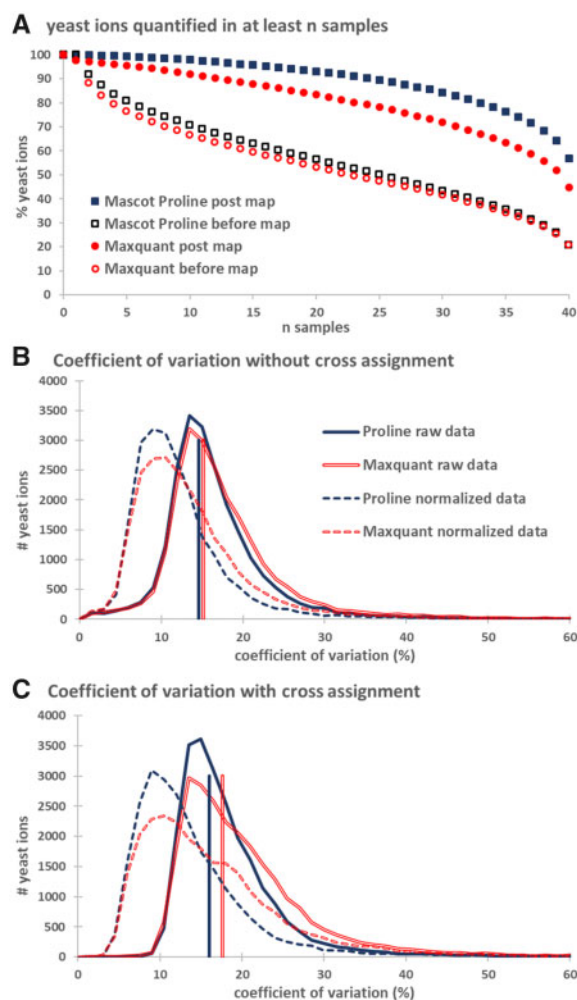 A yeast ions quantified in at least n samples
100
90
80
70
60
50
40
30
20
10
0
% yeast ions
Mascot Proline post map
Mascot Proline before map
Maxquant post map
Maxquant before map
0 5 10 15 20 25 30 35 40
n samples
B Coefficient of variation without cross assignment
4000
3500
3000
2500
2000
1500
1000
500
0
# yeast ions
Proline raw data
Maxquant raw data
Proline normalized data
Maxquant normalized data
0 10 20 30 40 50 60
coefficient of variation (%)
C Coefficient of variation with cross assignment
4000
3500
3000
2500
2000
1500
1000
500
0
# yeast ions
0 10 20 30 40 50 60
coefficient of variation (%)